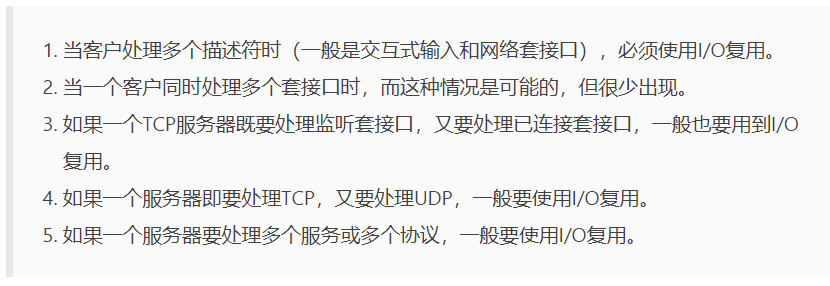 1. 当客户处理多个描述符时（一般是交互式输入和网络套接口），必须使用I/O复用。
2. 当一个客户同时处理多个套接口时，而这种情况是可能的，但很少出现。
3. 如果一个TCP服务器既要处理监听套接口，又要处理已连接套接口，一般也要用到I/O
复用。
4. 如果一个服务器即要处理TCP，又要处理UDP，一般要使用I/O复用。
5. 如果一个服务器要处理多个服务或多个协议，一般要使用I/O复用。